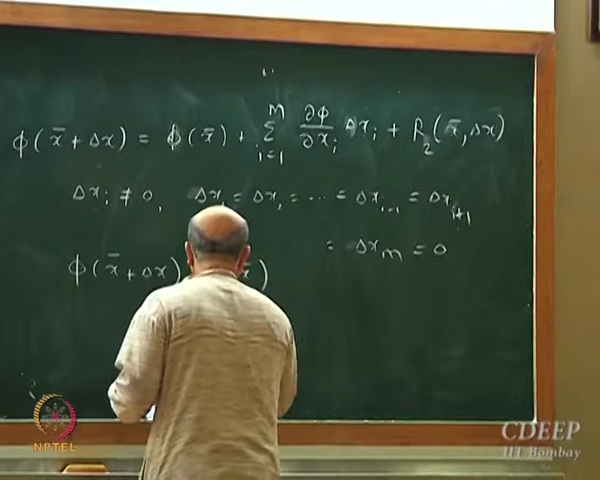 ϕ(x̄ + Δx) = ϕ(x̄) + Σ_{i=1}^{M} ∂ϕ/∂x_i Δx_i + R_2(x̄, Δx̄)
Δx_i ≠ 0, Δx_1 = Δx_2 = ... = Δx_{i-1} = Δx_{i+1}
= Δx_m = 0
ϕ(x̄ + Δx) x̄)
NPTEL
CDEEP
IIT Bombay